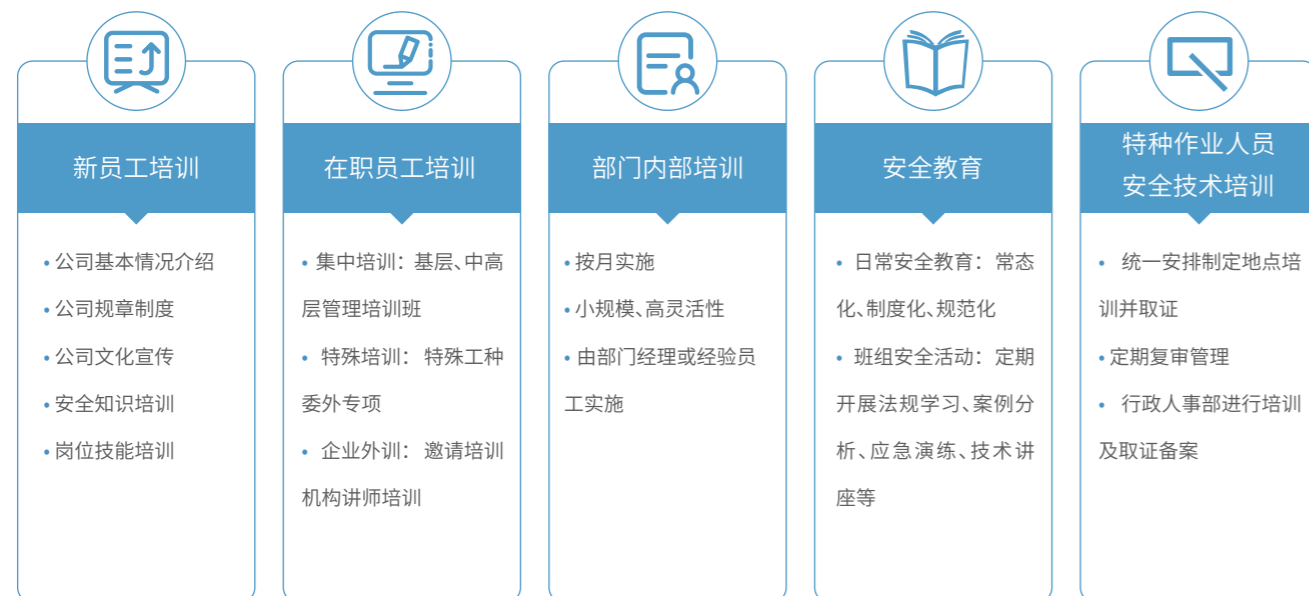 新员工培训
• 公司基本情况介绍
• 公司规章制度
• 公司文化宣传
• 安全知识培训
• 岗位技能培训
在职员工培训
• 集中培训：基层、中高
层管理培训班
• 特殊培训：特殊工种
委外专项
• 企业外训：邀请培训
机构讲师培训
部门内部培训
• 按月实施
• 小规模、高灵活性
• 由部门经理或经验员
工实施
安全教育
• 日常安全教育：常态
化、制度化、规范化
• 班组安全活动：定期
开展法规学习、案例分
析、应急演练、技术讲
座等
特种作业人员
安全技术培训
• 统一安排制定地点培
训并取证
• 定期复审管理
• 行政人事部进行培训
及取证备案